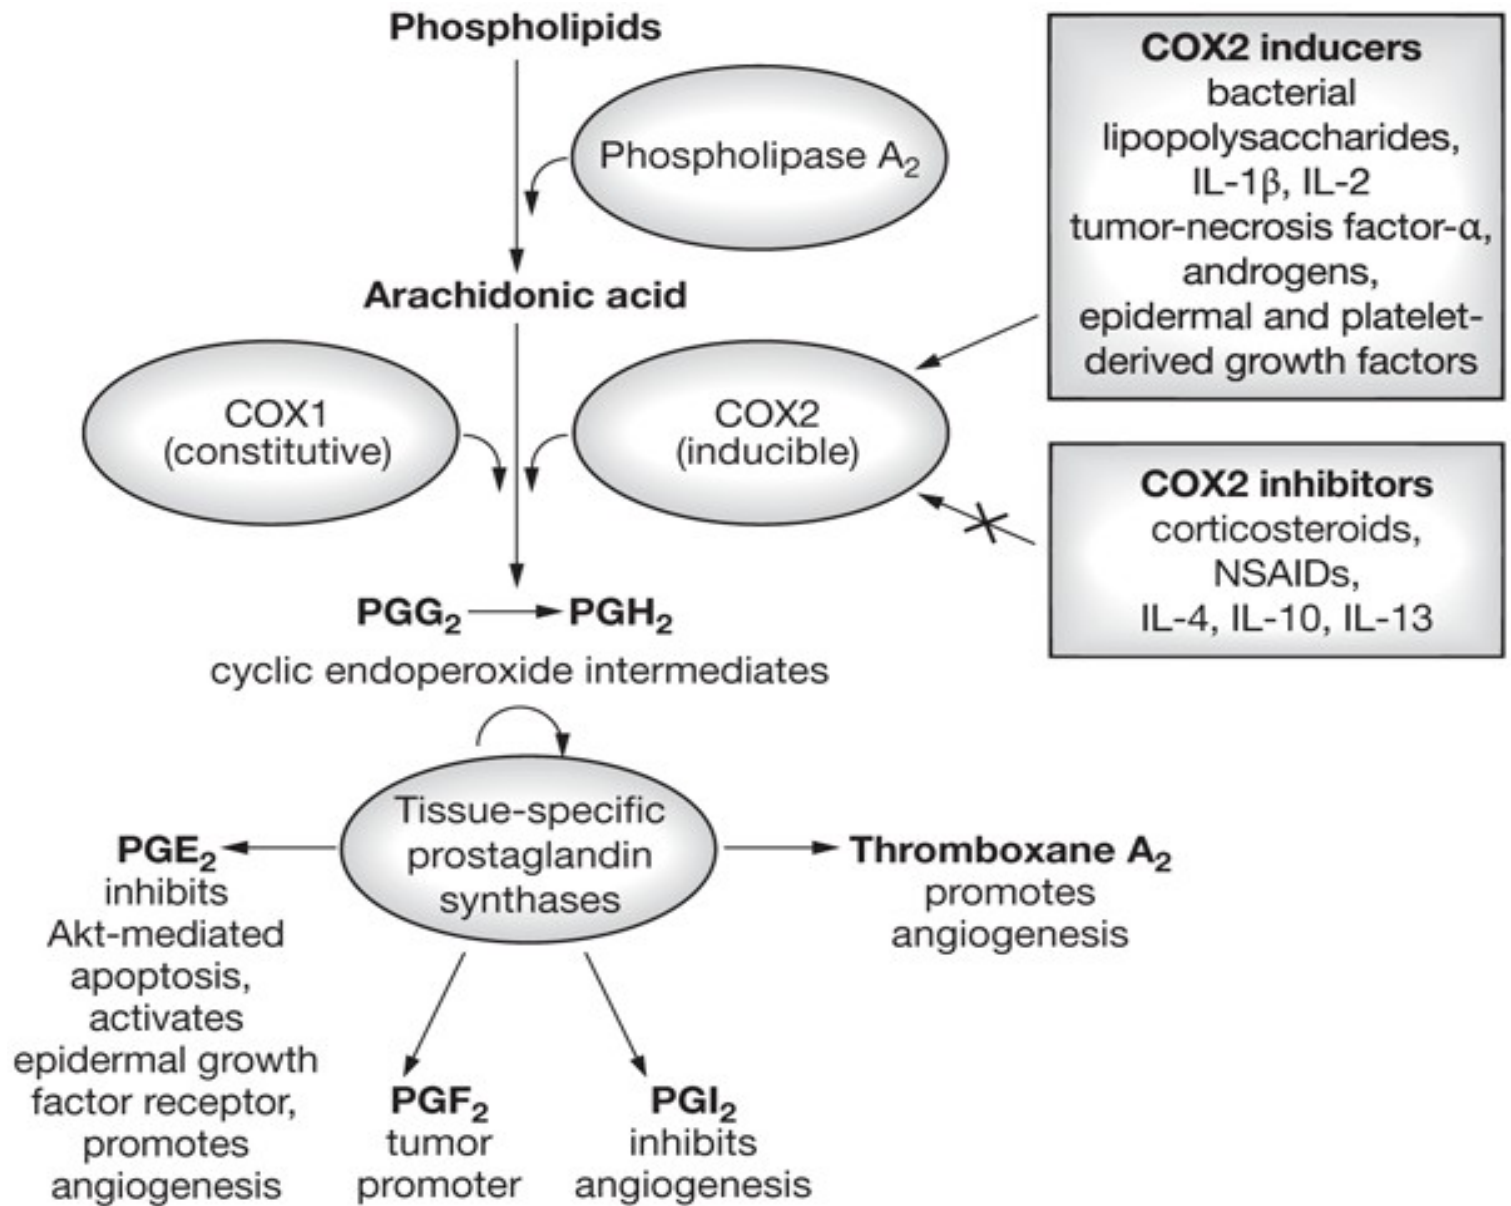 Phospholipids
Phospholipase A₂
Arachidonic acid
COX1
(constitutive)
COX2
(inducible)
COX2 inducers
bacterial
lipopolysaccharides,
IL-1β, IL-2
tumor-necrosis factor-α,
androgens,
epidermal and platelet-
derived growth factors
COX2 inhibitors
corticosteroids,
NSAIDs,
IL-4, IL-10, IL-13
PGG₂ PGH₂
cyclic endoperoxide intermediates
Tissue-specific
prostaglandin
synthases
PGE₂
inhibits
Akt-mediated
apoptosis,
activates
epidermal growth
factor receptor,
promotes
angiogenesis
PGF₂
tumor
promoter
PGI₂
inhibits
angiogenesis
Thromboxane A₂
promotes
angiogenesis